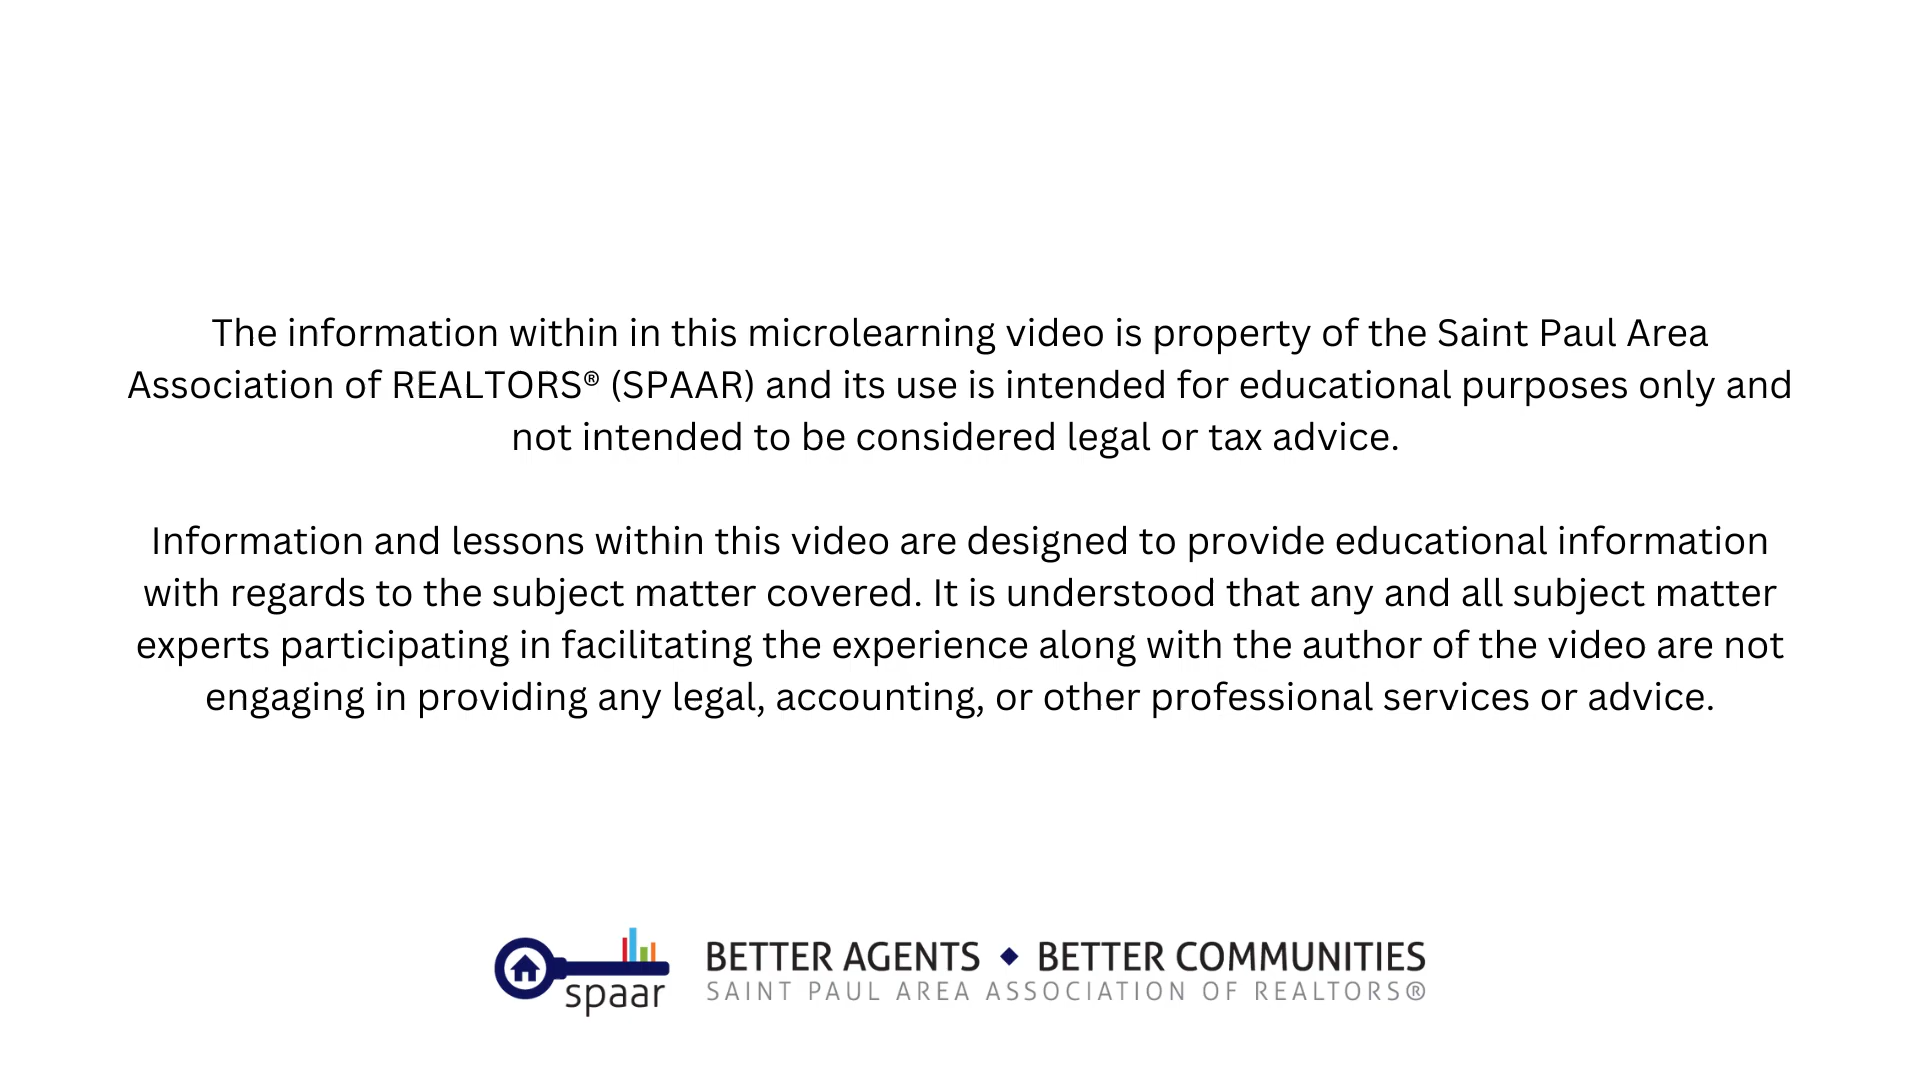 The information within in this microlearning video is property of the Saint Paul Area
Association of REALTORS® (SPAAR) and its use is intended for educational purposes only and
not intended to be considered legal or tax advice.
Information and lessons within this video are designed to provide educational information
with regards to the subject matter covered. It is understood that any and all subject matter
experts participating in facilitating the experience along with the author of the video are not
engaging in providing any legal, accounting, or other professional services or advice.
spaar
BETTER AGENTS ◆ BETTER COMMUNITIES
SAINT PAUL AREA ASSOCIATION OF REALTORS®